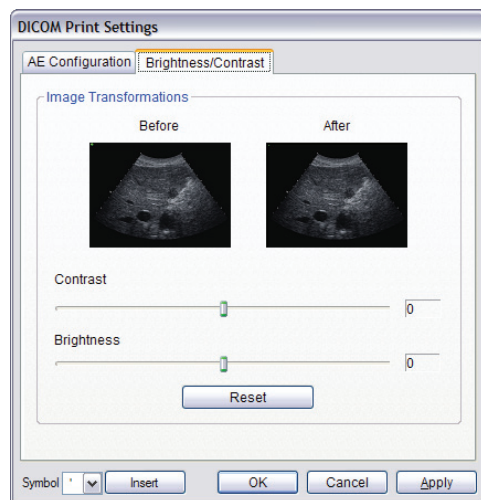 DICOM Print Settings
AE Configuration Brightness/Contrast
Image Transformations
Before After
Contrast
0
Brightness
0
Reset
Symbol ' Insert OK Cancel Apply